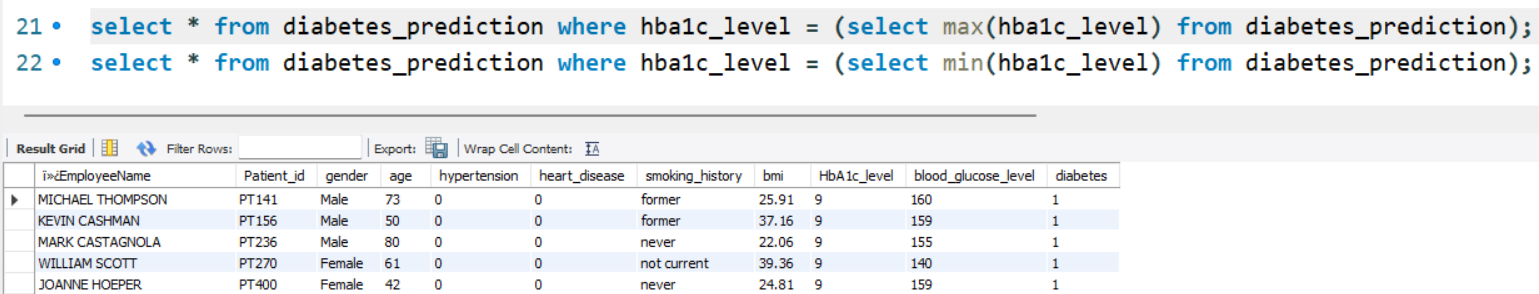 21 select * from diabetes_prediction where hba1c_level = (select max(hba1c_level) from diabetes_prediction);
22 select * from diabetes_prediction where hba1c_level = (select min(hba1c_level) from diabetes_prediction);
Result Grid Filter Rows: Export: Wrap Cell Content: IA
ï»¿EmployeeName Patient_id gender age hypertension heart_disease smoking_history bmi HbA1c_level blood_glucose_level diabetes
MICHAEL THOMPSON PT141 Male 73 0 0 former 25.91 9 160 1
KEVIN CASHMAN PT156 Male 50 0 0 former 37.16 9 159 1
MARK CASTAGNOLA PT236 Male 80 0 0 never 22.06 9 155 1
WILLIAM SCOTT PT270 Female 61 0 0 not current 39.36 9 140 1
JOANNE HOEPER PT400 Female 42 0 0 never 24.81 9 159 1